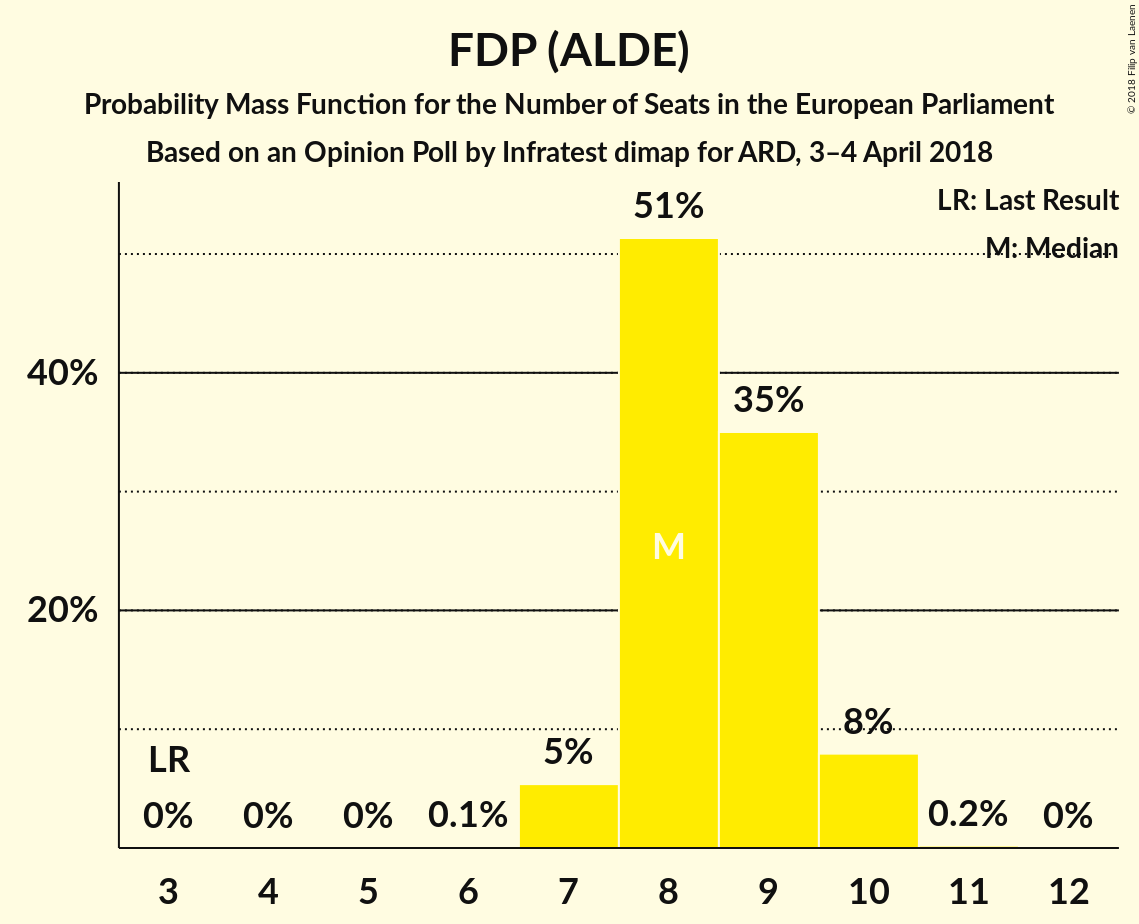 FDP (ALDE)
Probability Mass Function for the Number of Seats in the European Parliament
Based on an Opinion Poll by Infratest dimap for ARD, 3–4 April 2018
© 2018 Filip van Laenen
LR: Last Result
M: Median
51%
40%
35%
M
20%
8%
5%
LR
0% 0% 0% 0.1% 0.2% 0%
3 4 5 6 7 8 9 10 11 12